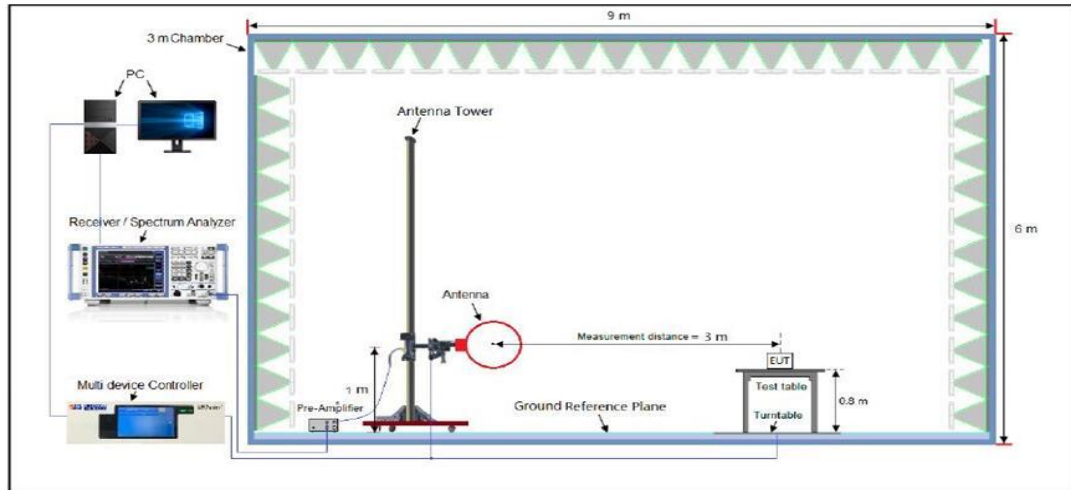 9 m
3 m Chamber
PC
Antenna Tower
Receiver / Spectrum Analyzer
6 m
Antenna
Measurement distance = 3 m
EUT
Multi device Controller
1 m
Test table
0.8 m
Pre-Amplifier
Ground Reference Plane
Turntable